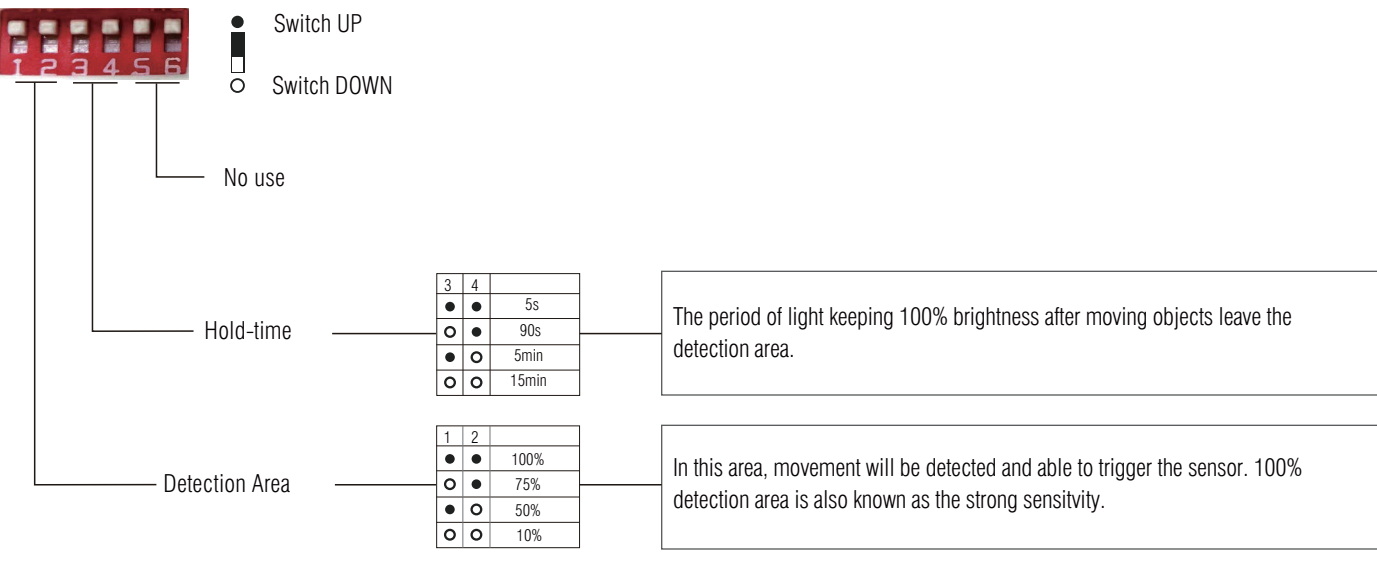 1 2 3 4 5 6
Switch UP
Switch DOWN
No use
3 4
5s
90s
5min
15min
Hold-time
The period of light keeping 100% brightness after moving objects leave the
detection area.
1 2
100%
75%
50%
10%
Detection Area
In this area, movement will be detected and able to trigger the sensor. 100%
detection area is also known as the strong sensitvity.